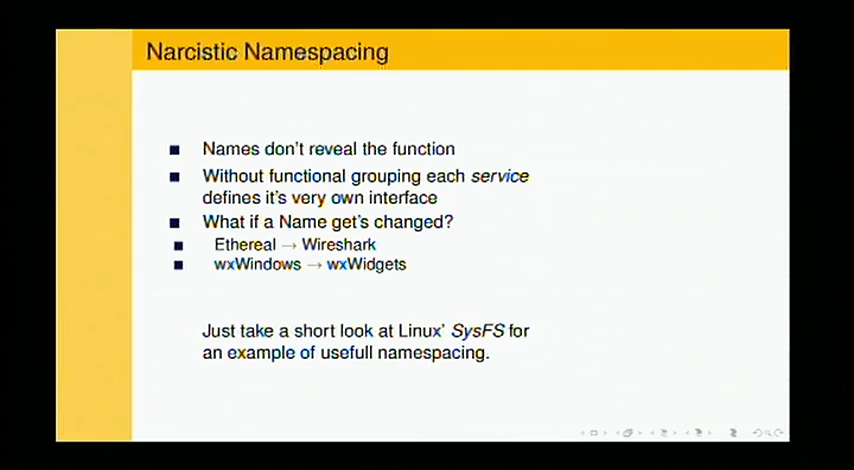 Narcistic Namespacing
Names don't reveal the function
Without functional grouping each service
defines it's very own interface
What if a Name get's changed?
Ethereal → Wireshark
wxWindows → wxWidgets
Just take a short look at Linux' SysFS for
an example of usefull namespacing.